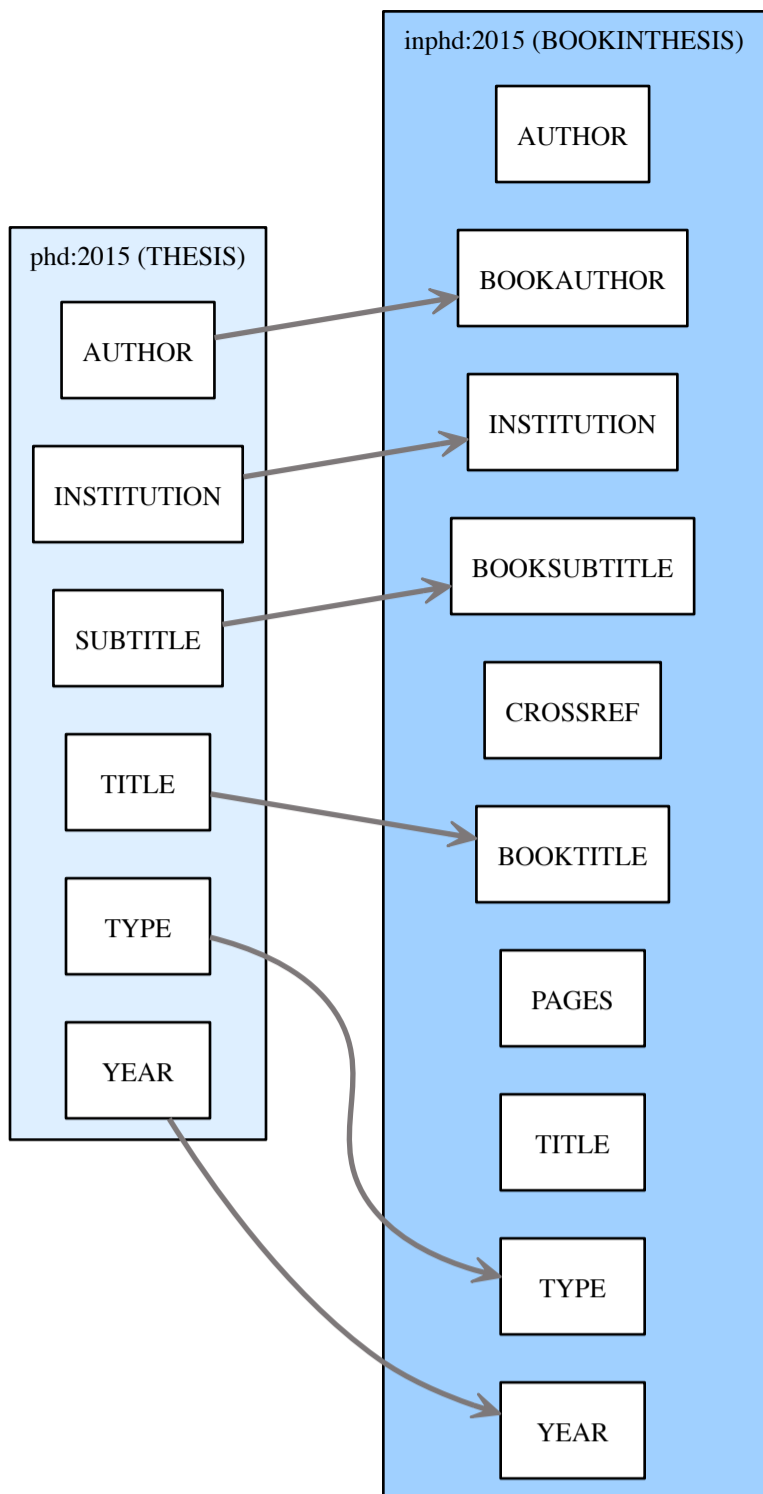 phd:2015 (THESIS)
AUTHOR
INSTITUTION
SUBTITLE
TITLE
TYPE
YEAR
inphd:2015 (BOOKINTHESIS)
AUTHOR
BOOKAUTHOR
INSTITUTION
BOOKSUBTITLE
CROSSREF
BOOKTITLE
PAGES
TITLE
TYPE
YEAR